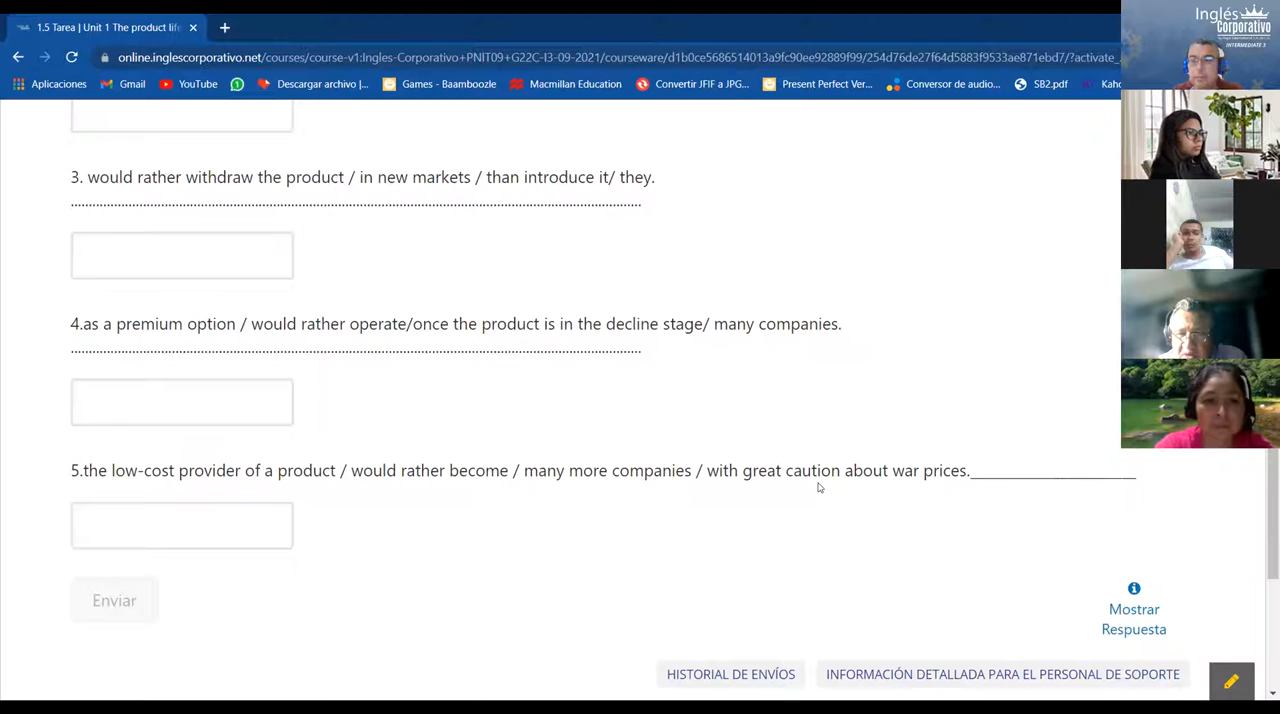 1.5 Tarea | Unit 1 The product life
online.inglescorporativo.net/courses/course-v1:Ingles-Corporativo+PNIT09+G22C-I3-09-2021/courseware/d1b0ce5686514013a9fc90ee92889f99/254d76de27f64d5883f9533ae871ebd7/?activate_
Aplicaciones Gmail YouTube Descargar archivo |... Games - Baamboozle Macmillan Education Convertir JFIF a JPG... Present Perfect Ver... Conversor de audio... SB2.pdf Kaho
Inglés
Corporativo
INTERMEDIATE 3
3. would rather withdraw the product / in new markets / than introduce it/ they.
4.as a premium option / would rather operate/once the product is in the decline stage/ many companies.
5.the low-cost provider of a product / would rather become / many more companies / with great caution about war prices.
Enviar
Mostrar
Respuesta
HISTORIAL DE ENVÍOS INFORMACIÓN DETALLADA PARA EL PERSONAL DE SOPORTE